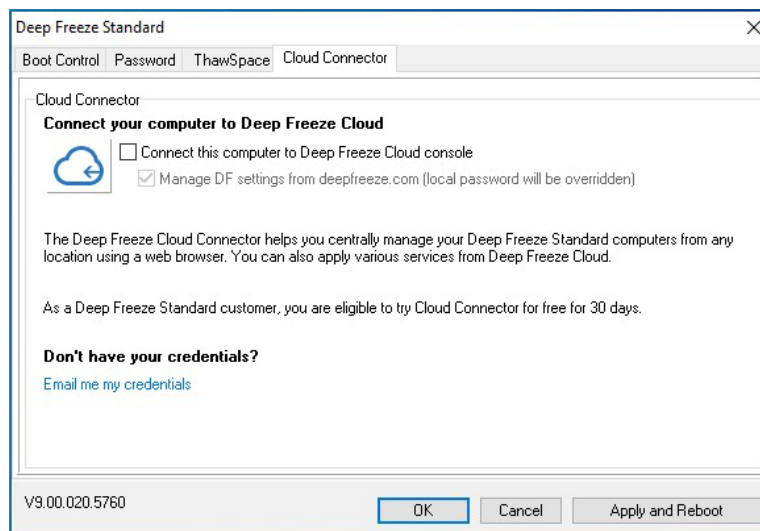 Deep Freeze Standard
Boot Control Password ThawSpace Cloud Connector
Cloud Connector
Connect your computer to Deep Freeze Cloud
Connect this computer to Deep Freeze Cloud console
Manage DF settings from deepfreeze.com (local password will be overridden)
The Deep Freeze Cloud Connector helps you centrally manage your Deep Freeze Standard computers from any
location using a web browser. You can also apply various services from Deep Freeze Cloud.
As a Deep Freeze Standard customer, you are eligible to try Cloud Connector for free for 30 days.
Don't have your credentials?
Email me my credentials
V9.00.020.5760
OK Cancel Apply and Reboot